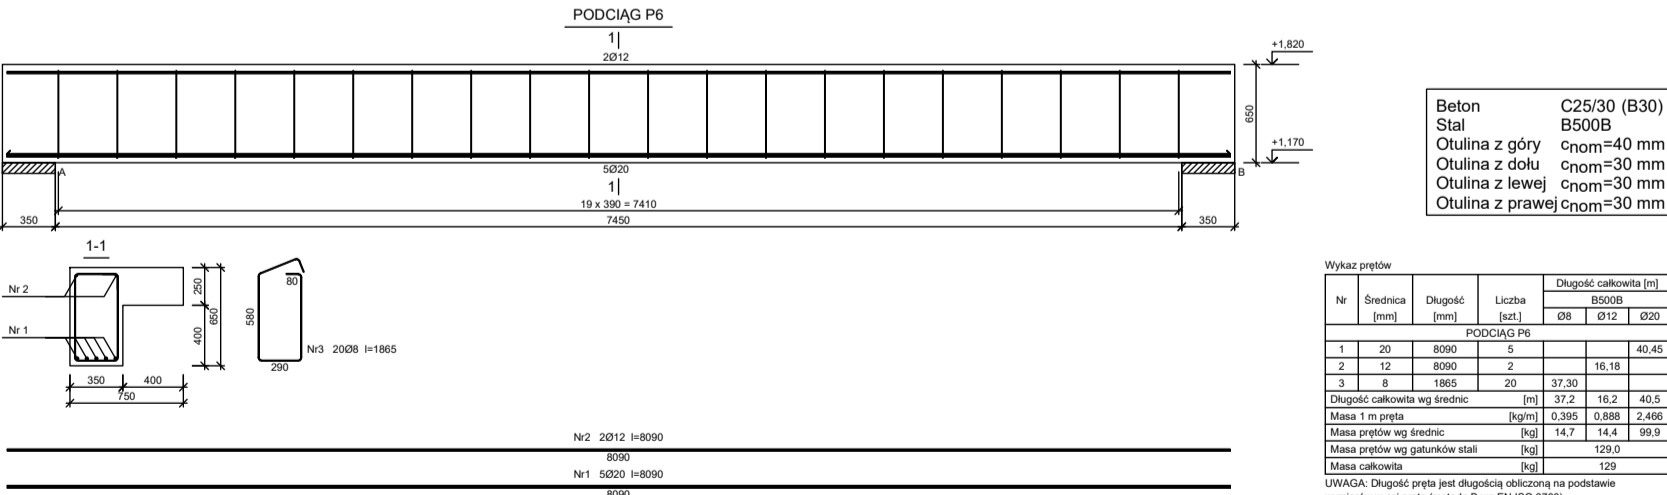 PODCIĄG P6
1
2Ø12
+1,820
650
+1,170
A
B
5Ø20
1
19 x 390 = 7410
350
7450
350
Beton C25/30 (B30)
Stal B500B
Otulina z góry cnom=40 mm
Otulina z dołu cnom=30 mm
Otulina z lewej cnom=30 mm
Otulina z prawej cnom=30 mm
1-1
Nr 2
Nr 1
250
400
650
350
400
750
80
580
290
Nr3 20Ø8 l=1865
Nr2 2Ø12 l=8090
8090
Nr1 5Ø20 l=8090
8090
Wykaz prętów
Nr Średnica [mm] Długość [mm] Liczba [szt.] Długość całkowita [m]
B500B
Ø8 Ø12 Ø20
PODCIĄG P6
1 20 8090 5 40,45
2 12 8090 2 16,18
3 8 1865 20 37,30
Długość całkowita wg średnic [m] 37,2 16,2 40,5
Masa 1 m pręta [kg/m] 0,395 0,888 2,466
Masa prętów wg średnic [kg] 14,7 14,4 99,9
Masa prętów wg gatunków stali [kg] 129,0
Masa całkowita [kg] 129
UWAGA: Długość pręta jest długością obliczoną na podstawie